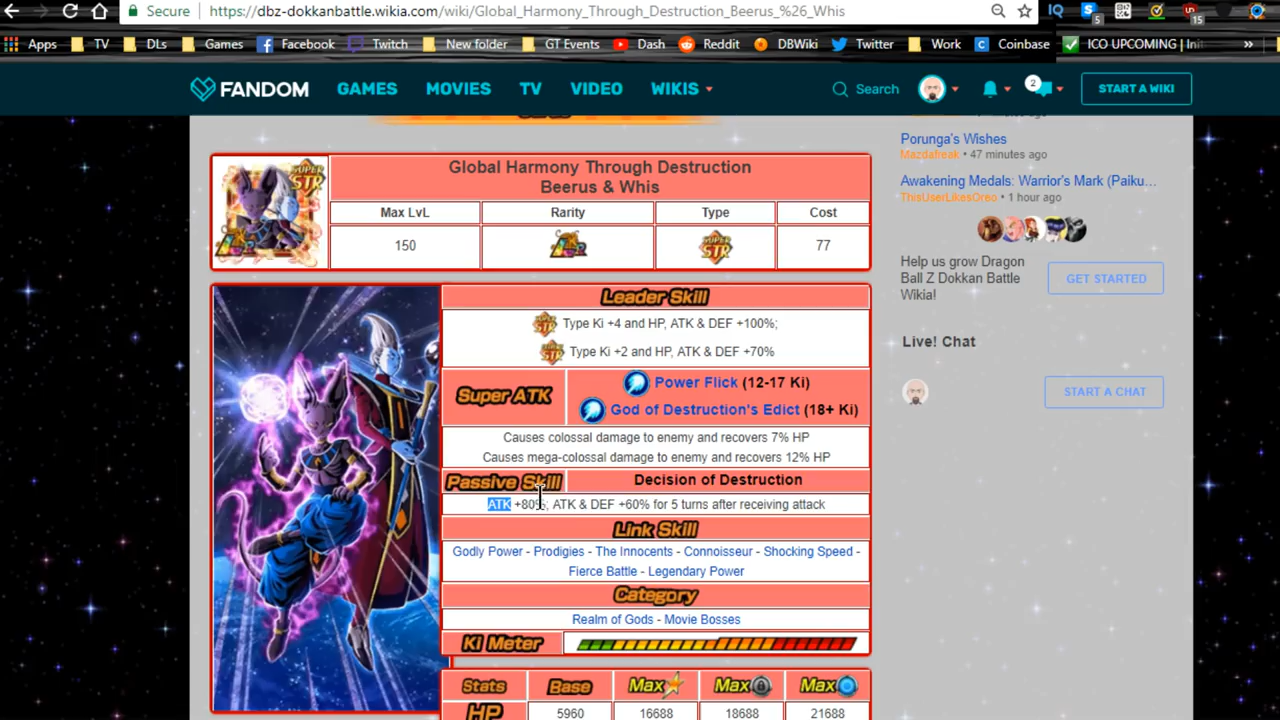 Secure https://dbz-dokkanbattle.wikia.com/wiki/Global_Harmony_Through_Destruction_Beerus_%26_Whis
5 15
Apps TV DLs Games Facebook Twitch New folder GT Events Dash Reddit DBWiki Twitter Work Coinbase ICO UPCOMING | Ini »
FANDOM GAMES MOVIES TV VIDEO WIKIS Search 2 START A WIKI
Porunga's Wishes
Mazdafreak • 47 minutes ago
Awakening Medals: Warrior's Mark (Paiku...
ThisUserLikesOreo • 1 hour ago
Help us grow Dragon
Ball Z Dokkan Battle
Wikia!
GET STARTED
Live! Chat
START A CHAT
Global Harmony Through Destruction
Beerus & Whis
Max LvL Rarity Type Cost
150 LR SUPER STR 77
SUPER STR
Leader Skill
Type Ki +4 and HP, ATK & DEF +100%;
Type Ki +2 and HP, ATK & DEF +70%
Super ATK
Power Flick (12-17 Ki)
God of Destruction's Edict (18+ Ki)
Causes colossal damage to enemy and recovers 7% HP
Causes mega-colossal damage to enemy and recovers 12% HP
Passive Skill Decision of Destruction
ATK +80%; ATK & DEF +60% for 5 turns after receiving attack
Link Skill
Godly Power - Prodigies - The Innocents - Connoisseur - Shocking Speed -
Fierce Battle - Legendary Power
Category
Realm of Gods - Movie Bosses
Ki Meter
Stats Base Max Max Max
HP 5960 16688 18688 21688